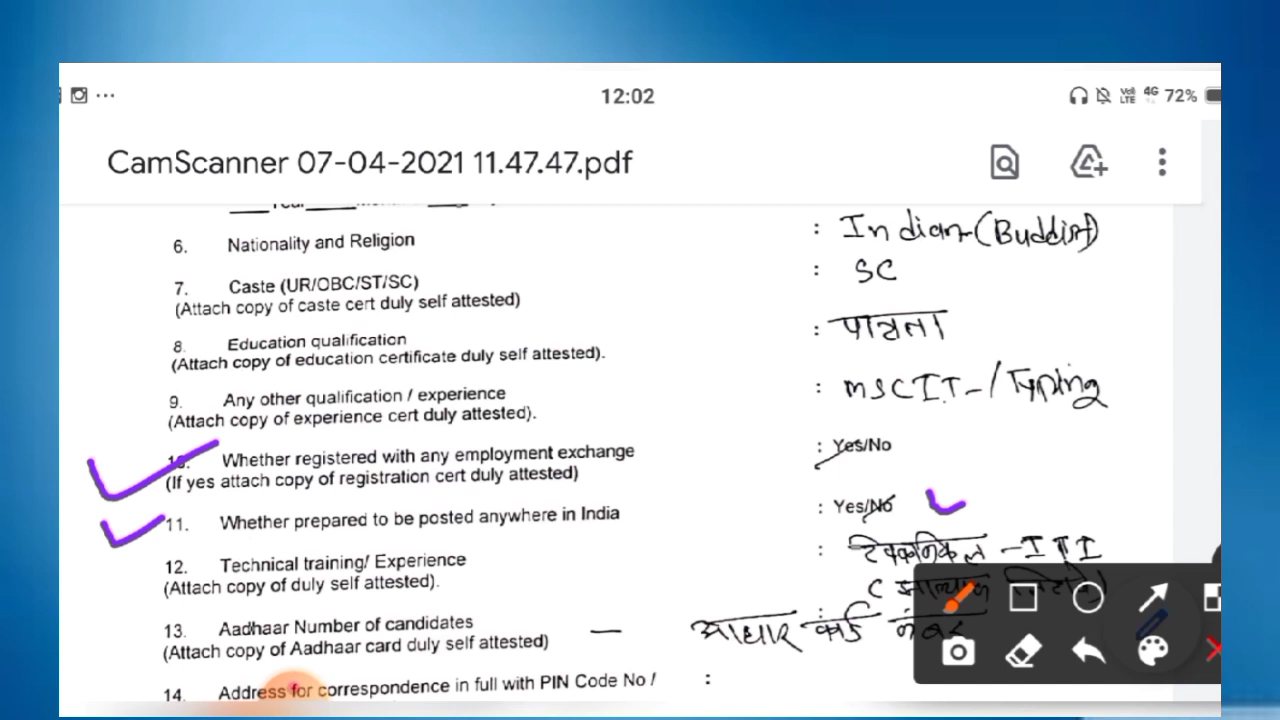 12:02
VoI) LTE 4G 72%
CamScanner 07-04-2021 11.47.47.pdf
6. Nationality and Religion : Indian (Buddist)
7. Caste (UR/OBC/ST/SC) : SC
(Attach copy of caste cert duly self attested)
8. Education qualification : पात्रता
(Attach copy of education certificate duly self attested).
9. Any other qualification / experience : MSCIT-/Typing
(Attach copy of experience cert duly attested).
10. Whether registered with any employment exchange : Yes/No
(If yes attach copy of registration cert duly attested)
11. Whether prepared to be posted anywhere in India : Yes/No
12. Technical training/ Experience : टेक्कनिकल - ITI
(Attach copy of duly self attested). (असल्यास
13. Aadhaar Number of candidates : आधार कार्ड नंबर
(Attach copy of Aadhaar card duly self attested)
14. Address for correspondence in full with PIN Code No / :